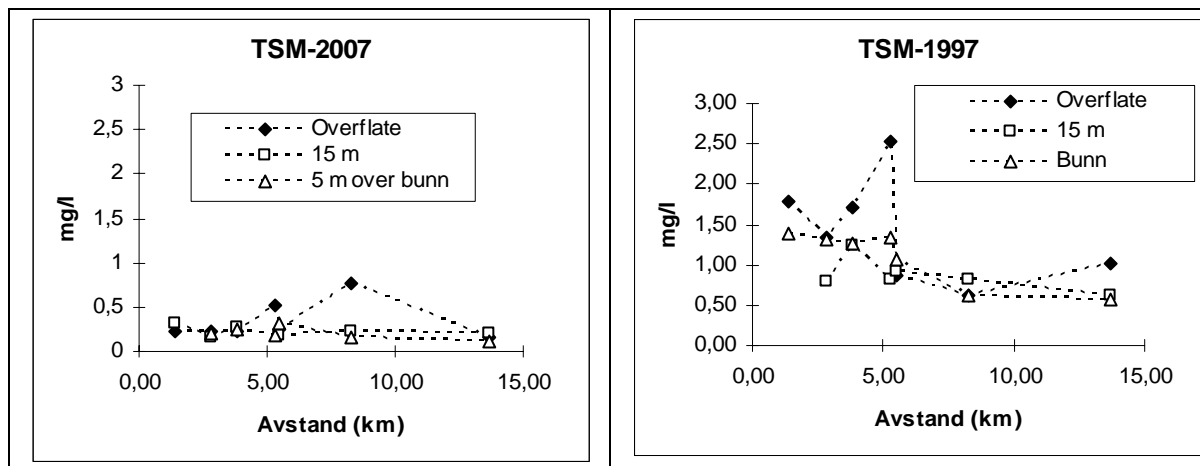 TSM-2007
3
2,5
2
1,5
1
0,5
0
mg/l
Overflate
15 m
5 m over bunn
0,00 5,00 10,00 15,00
Avstand (km)
TSM-1997
3,00
2,50
2,00
1,50
1,00
0,50
0,00
mg/l
Overflate
15 m
Bunn
0,00 5,00 10,00 15,00
Avstand (km)